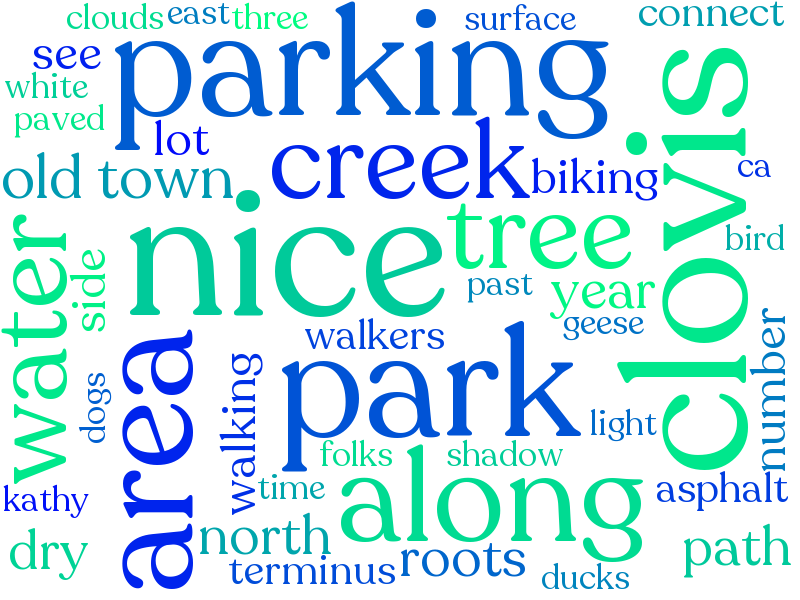 clouds
east
three
surface
connect
see
parking
white
paved
lot
creek
clovis
old town
biking
ca
nice
tree
bird
water
side
past
year
geese
walkers
number
area
dogs
walking
park
light
folks
shadow
kathy
time
along
asphalt
dry
north
terminus
roots
ducks
path